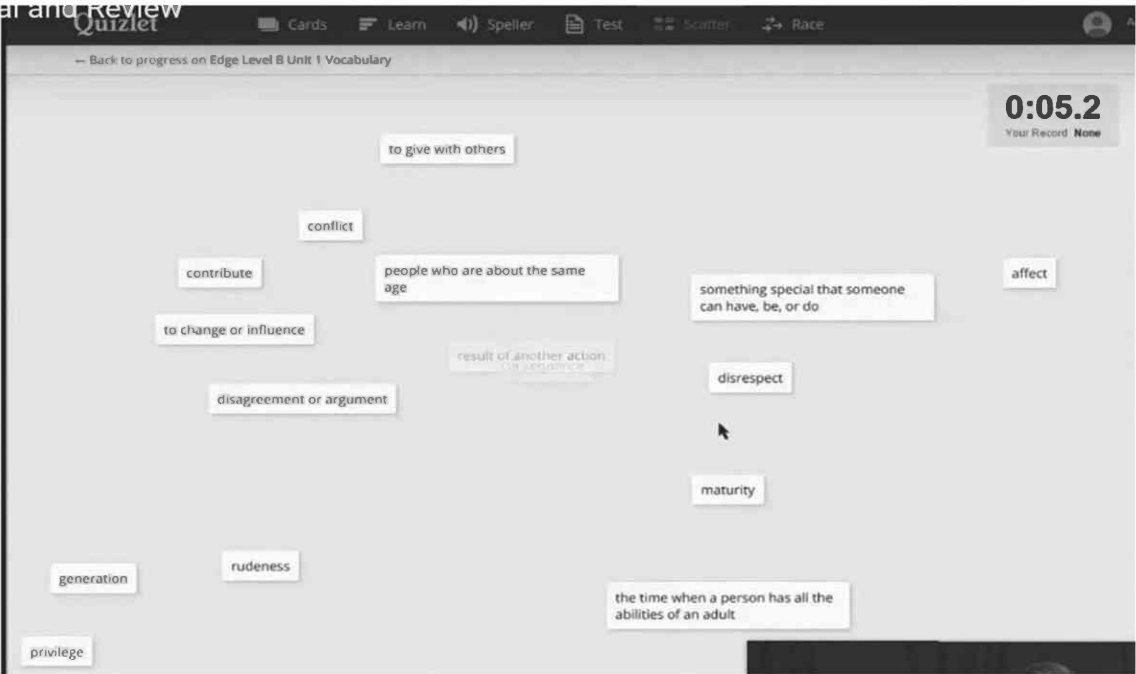 al and Review
Quizlet
Cards Learn Speller Test Scatter Race
A
← Back to progress on Edge Level B Unit 1 Vocabulary
0:05.2
Your Record None
to give with others
conflict
contribute
people who are about the same
age
something special that someone
can have, be, or do
affect
to change or influence
result of another action
consequence
disrespect
disagreement or argument
maturity
generation
rudeness
the time when a person has all the
abilities of an adult
privilege